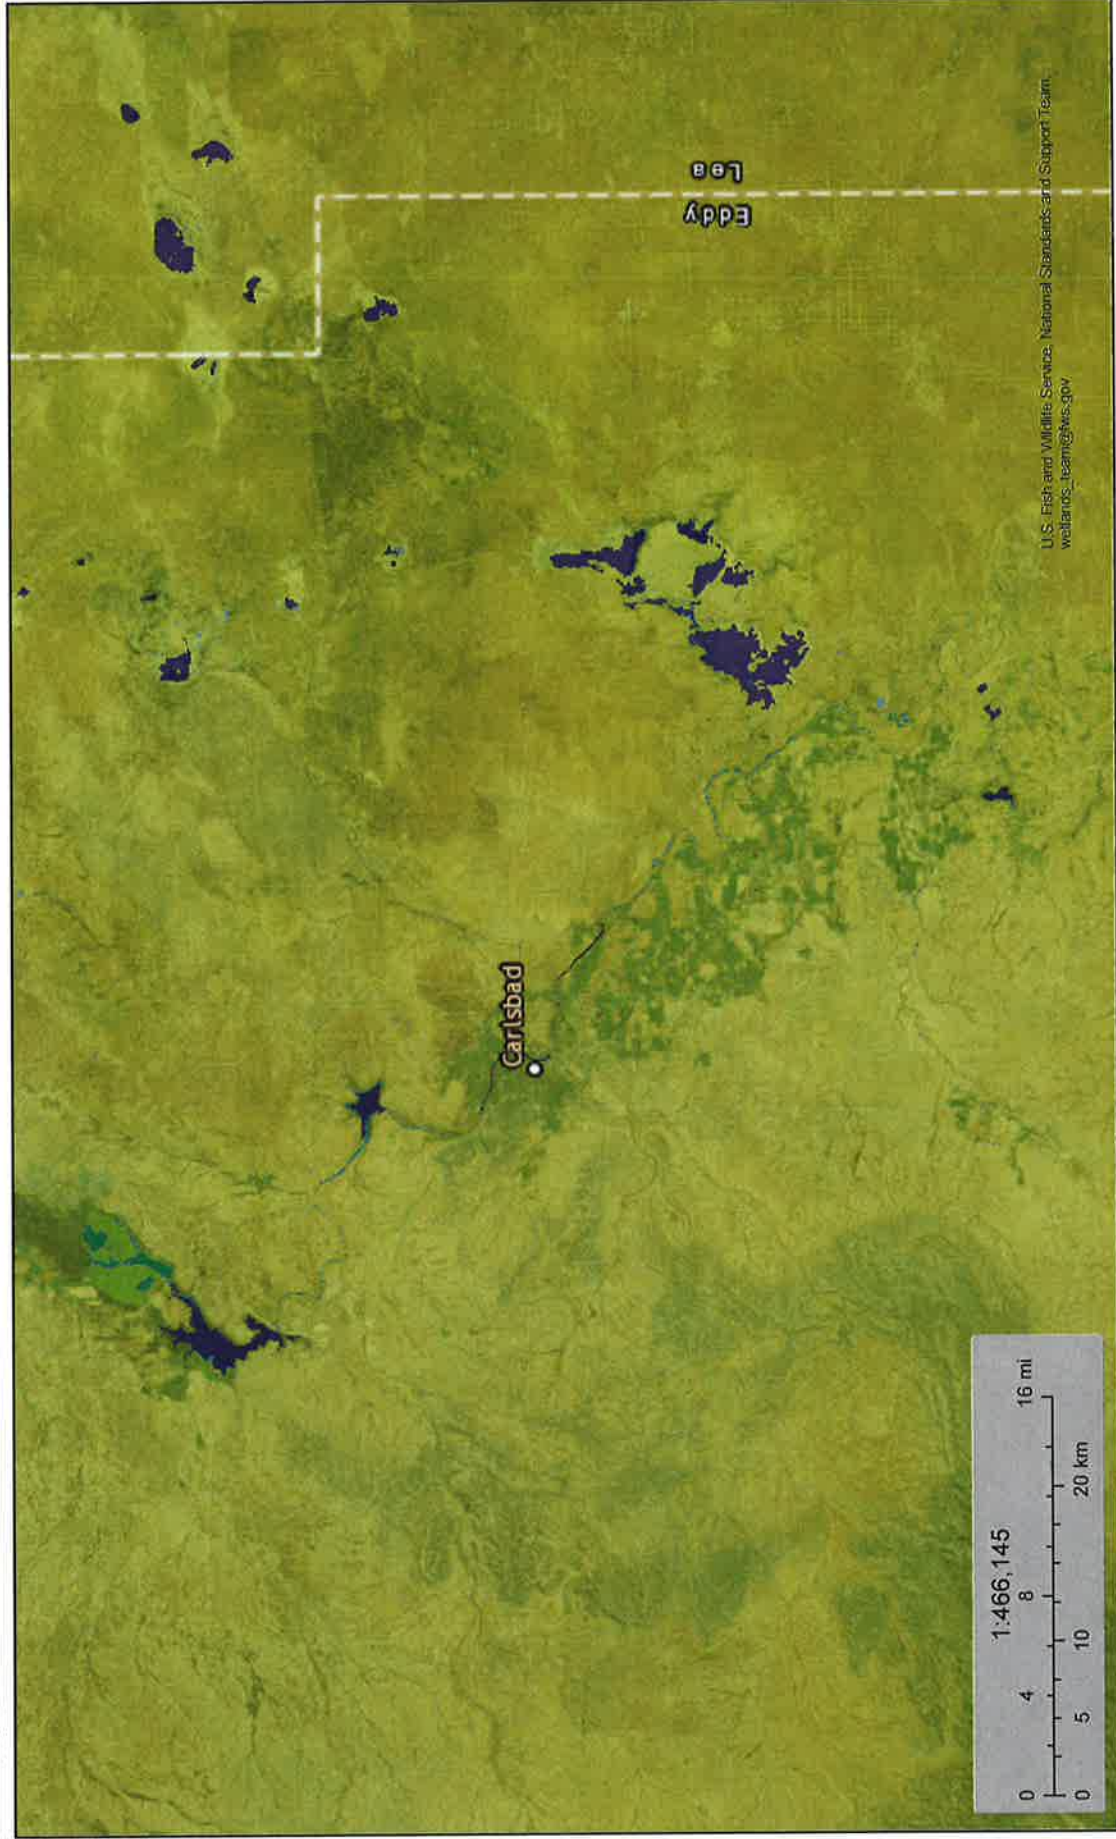 Carlsbad
Eddy
Lea
1:466,145
0 4 8 16 mi
0 5 10 20 km
U.S. Fish and Wildlife Service, National Standards and Support Team,
wetlands_team@fws.gov